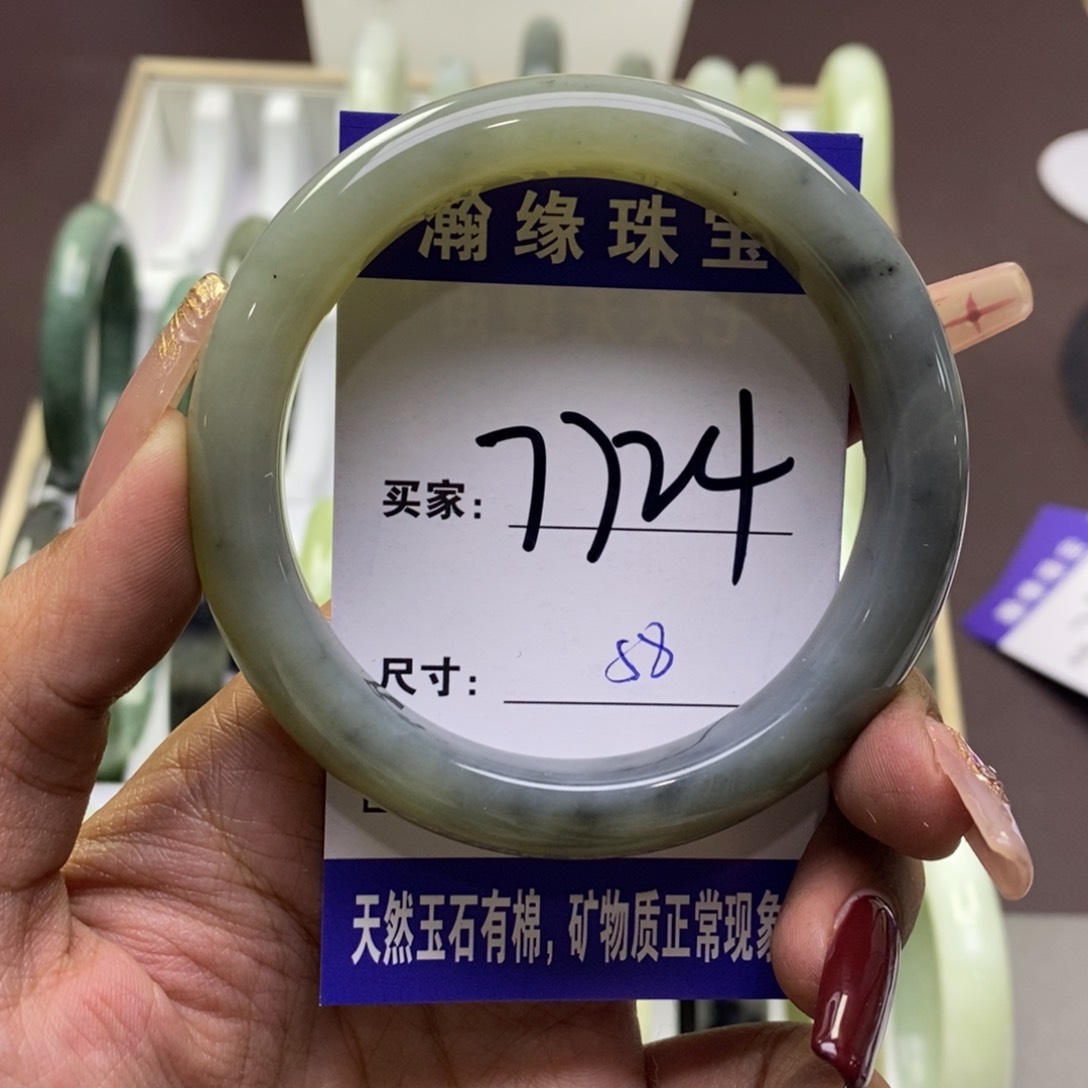 瀚缘珠宝
买家: 7724
尺寸: 58
天然玉石有棉,矿物质正常现象